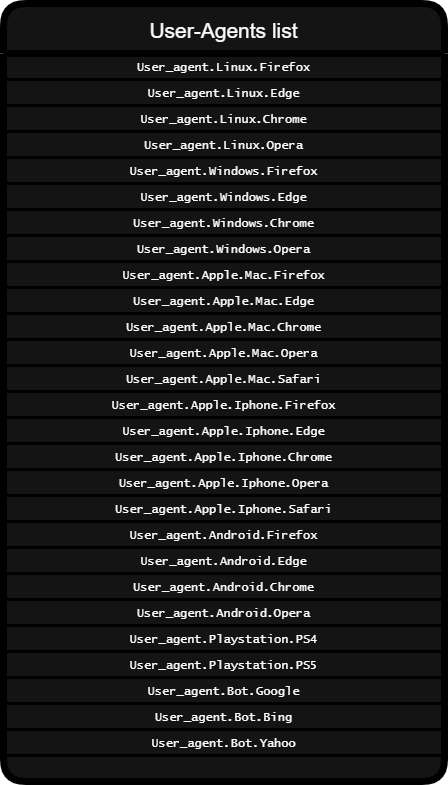 User-Agents list
User_agent.Linux.Firefox
User_agent.Linux.Edge
User_agent.Linux.Chrome
User_agent.Linux.Opera
User_agent.Windows.Firefox
User_agent.Windows.Edge
User_agent.Windows.Chrome
User_agent.Windows.Opera
User_agent.Apple.Mac.Firefox
User_agent.Apple.Mac.Edge
User_agent.Apple.Mac.Chrome
User_agent.Apple.Mac.Opera
User_agent.Apple.Mac.Safari
User_agent.Apple.Iphone.Firefox
User_agent.Apple.Iphone.Edge
User_agent.Apple.Iphone.Chrome
User_agent.Apple.Iphone.Opera
User_agent.Apple.Iphone.Safari
User_agent.Android.Firefox
User_agent.Android.Edge
User_agent.Android.Chrome
User_agent.Android.Opera
User_agent.Playstation.PS4
User_agent.Playstation.PS5
User_agent.Bot.Google
User_agent.Bot.Bing
User_agent.Bot.Yahoo